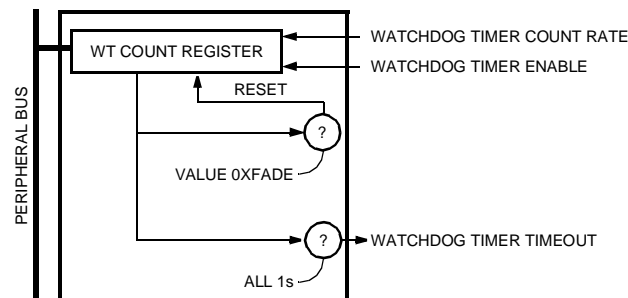 WATCHDOG TIMER COUNT RATE
WT COUNT REGISTER
WATCHDOG TIMER ENABLE
RESET
PERIPHERAL BUS
?
VALUE 0XFADE
?
WATCHDOG TIMER TIMEOUT
ALL 1s